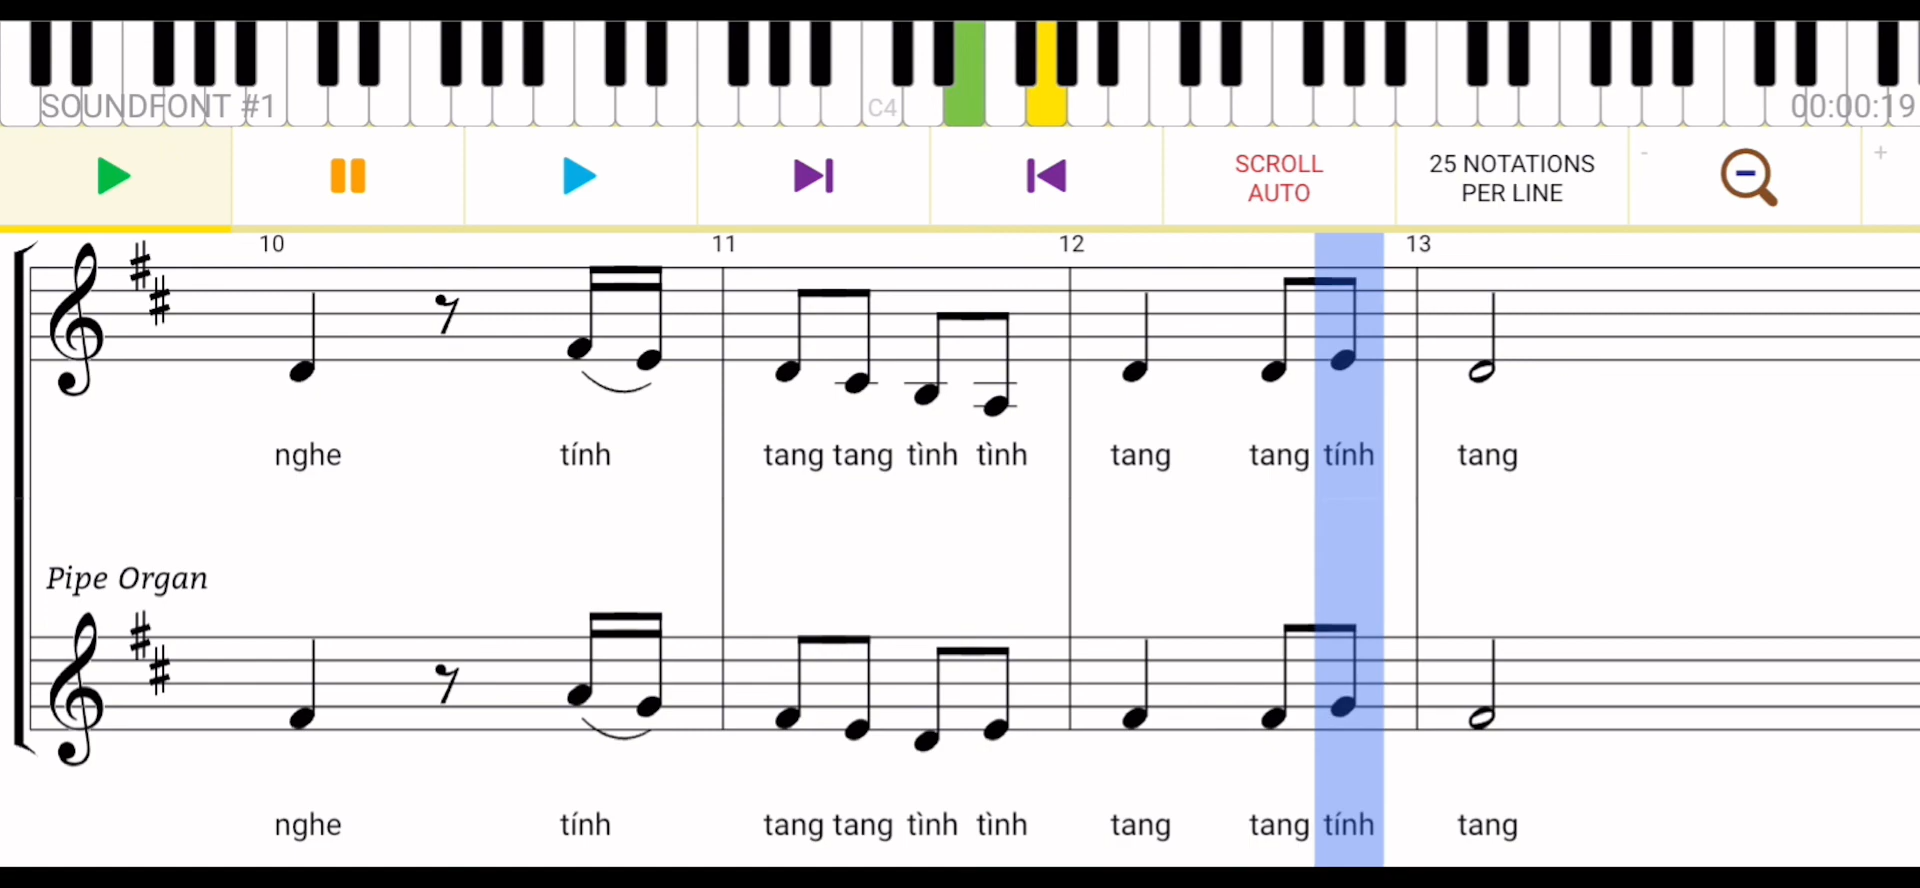 SOUNDFONT #1
C4
00:00:19
SCROLL
AUTO
25 NOTATIONS
PER LINE
-
+
10 11 12 13
nghe tính tang tang tình tình tang tang tính tang
Pipe Organ
nghe tính tang tang tình tình tang tang tính tang